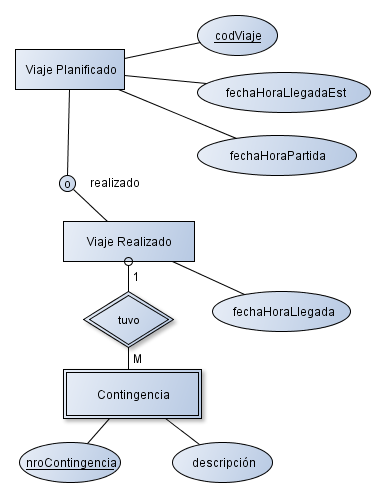 codViaje
Viaje Planificado
fechaHoraLlegadaEst
fechaHoraPartida
o
realizado
Viaje Realizado
1
fechaHoraLlegada
tuvo
M
Contingencia
nroContingencia
descripción